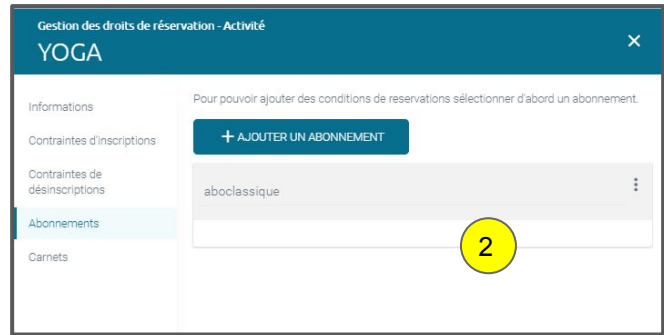 Gestion des droits de réservation - Activité
YOGA
Informations
Contraintes d'inscriptions
Contraintes de
désinscriptions
Abonnements
Carnets
Pour pouvoir ajouter des conditions de reservations sélectionner d'abord un abonnement.
+ AJOUTER UN ABONNEMENT
aboclassique
2